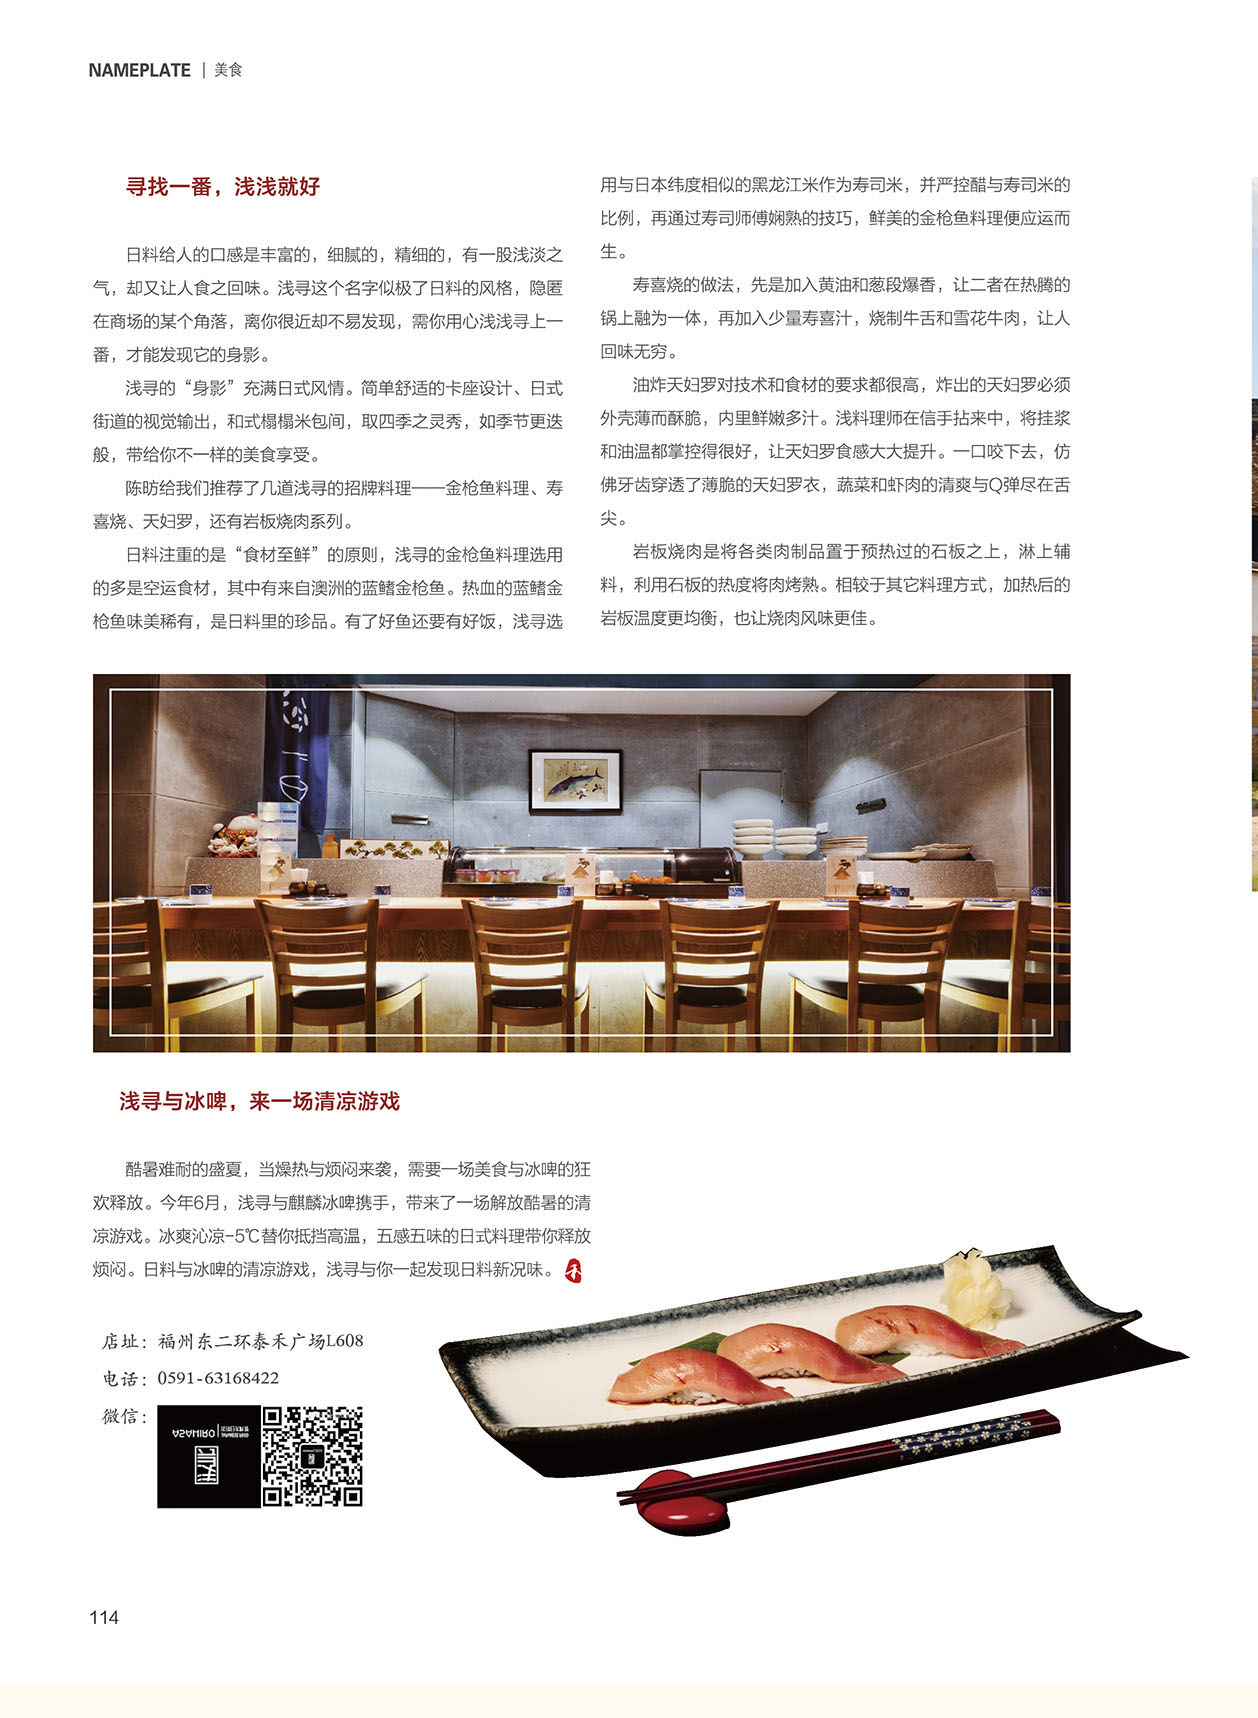 NAMEPLATE | 美食
寻找一番，浅浅就好
日料给人的口感是丰富的，细腻的，精细的，有一股浅淡之
气，却又让人食之回味。浅寻这个名字似极了日料的风格，隐匿
在商场的某个角落，离你很近却不易发现，需你用心浅浅寻上一
番，才能发现它的身影。
浅寻的“身影”充满日式风情。简单舒适的卡座设计、日式
街道的视觉输出，和式榻榻米包间，取四季之灵秀，如季节更迭
般，带给你不一样的美食享受。
陈昉给我们推荐了几道浅寻的招牌料理——金枪鱼料理、寿
喜烧、天妇罗，还有岩板烧肉系列。
日料注重的是“食材至鲜”的原则，浅寻的金枪鱼料理选用
的多是空运食材，其中有来自澳洲的蓝鳍金枪鱼。热血的蓝鳍金
枪鱼味美稀有，是日料里的珍品。有了好鱼还要有好饭，浅寻选
用与日本纬度相似的黑龙江米作为寿司米，并严控醋与寿司米的
比例，再通过寿司师傅娴熟的技巧，鲜美的金枪鱼料理便应运而
生。
寿喜烧的做法，先是加入黄油和葱段爆香，让二者在热腾的
锅上融为一体，再加入少量寿喜汁，烧制牛舌和雪花牛肉，让人
回味无穷。
油炸天妇罗对技术和食材的要求都很高，炸出的天妇罗必须
外壳薄而酥脆，内里鲜嫩多汁。浅料理师在信手拈来中，将挂浆
和油温都掌控得很好，让天妇罗食感大大提升。一口咬下去，仿
佛牙齿穿透了薄脆的天妇罗衣，蔬菜和虾肉的清爽与Q弹尽在舌
尖。
岩板烧肉是将各类肉制品置于预热过的石板之上，淋上辅
料，利用石板的热度将肉烤熟。相较于其它料理方式，加热后的
岩板温度更均衡，也让烧肉风味更佳。
浅寻与冰啤，来一场清凉游戏
酷暑难耐的盛夏，当燥热与烦闷来袭，需要一场美食与冰啤的狂
欢释放。今年6月，浅寻与麒麟冰啤携手，带来了一场解放酷暑的清
凉游戏。冰爽沁凉-5℃替你抵挡高温，五感五味的日式料理带你释放
烦闷。日料与冰啤的清凉游戏，浅寻与你一起发现日料新况味。 禾
店址：福州东二环泰禾广场L608
电话：0591-63168422
微信：
ASAHIRO
114